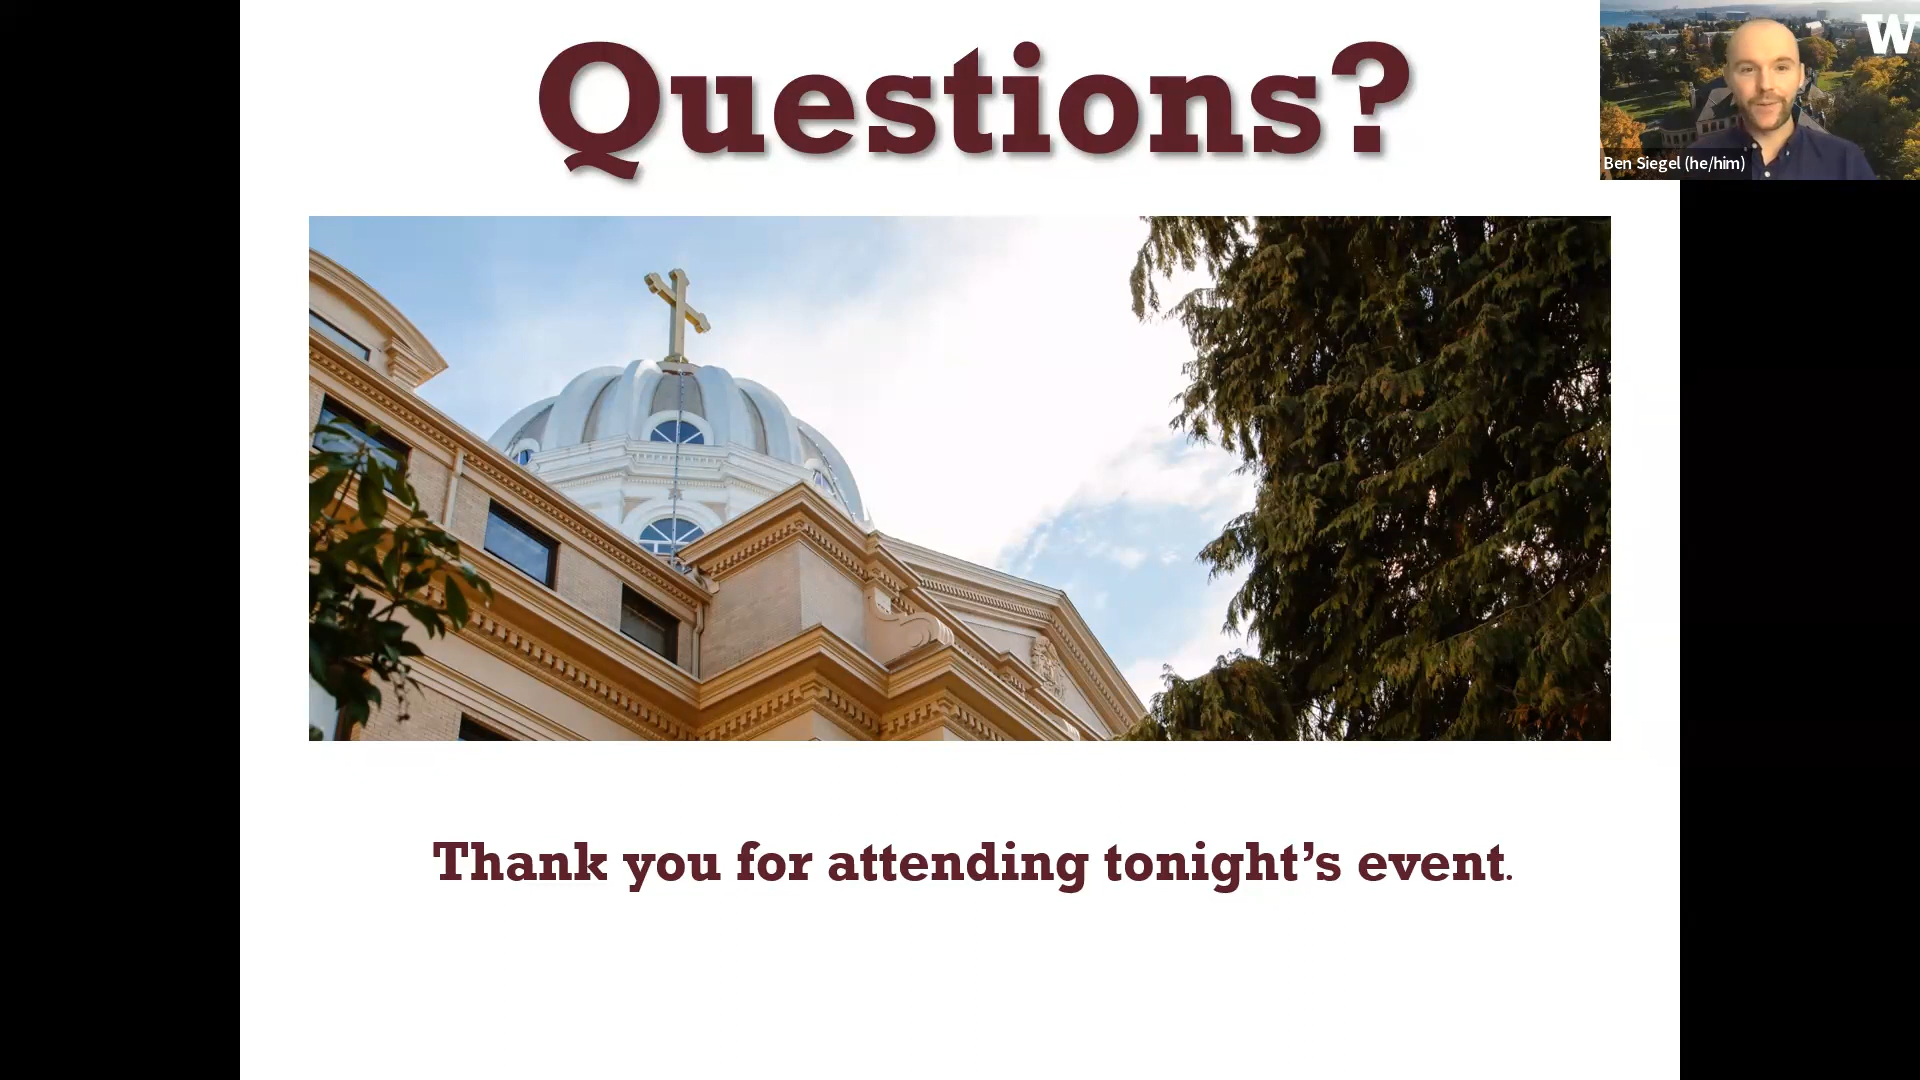 Questions?
W
Ben Siegel (he/him)
Thank you for attending tonight’s event.